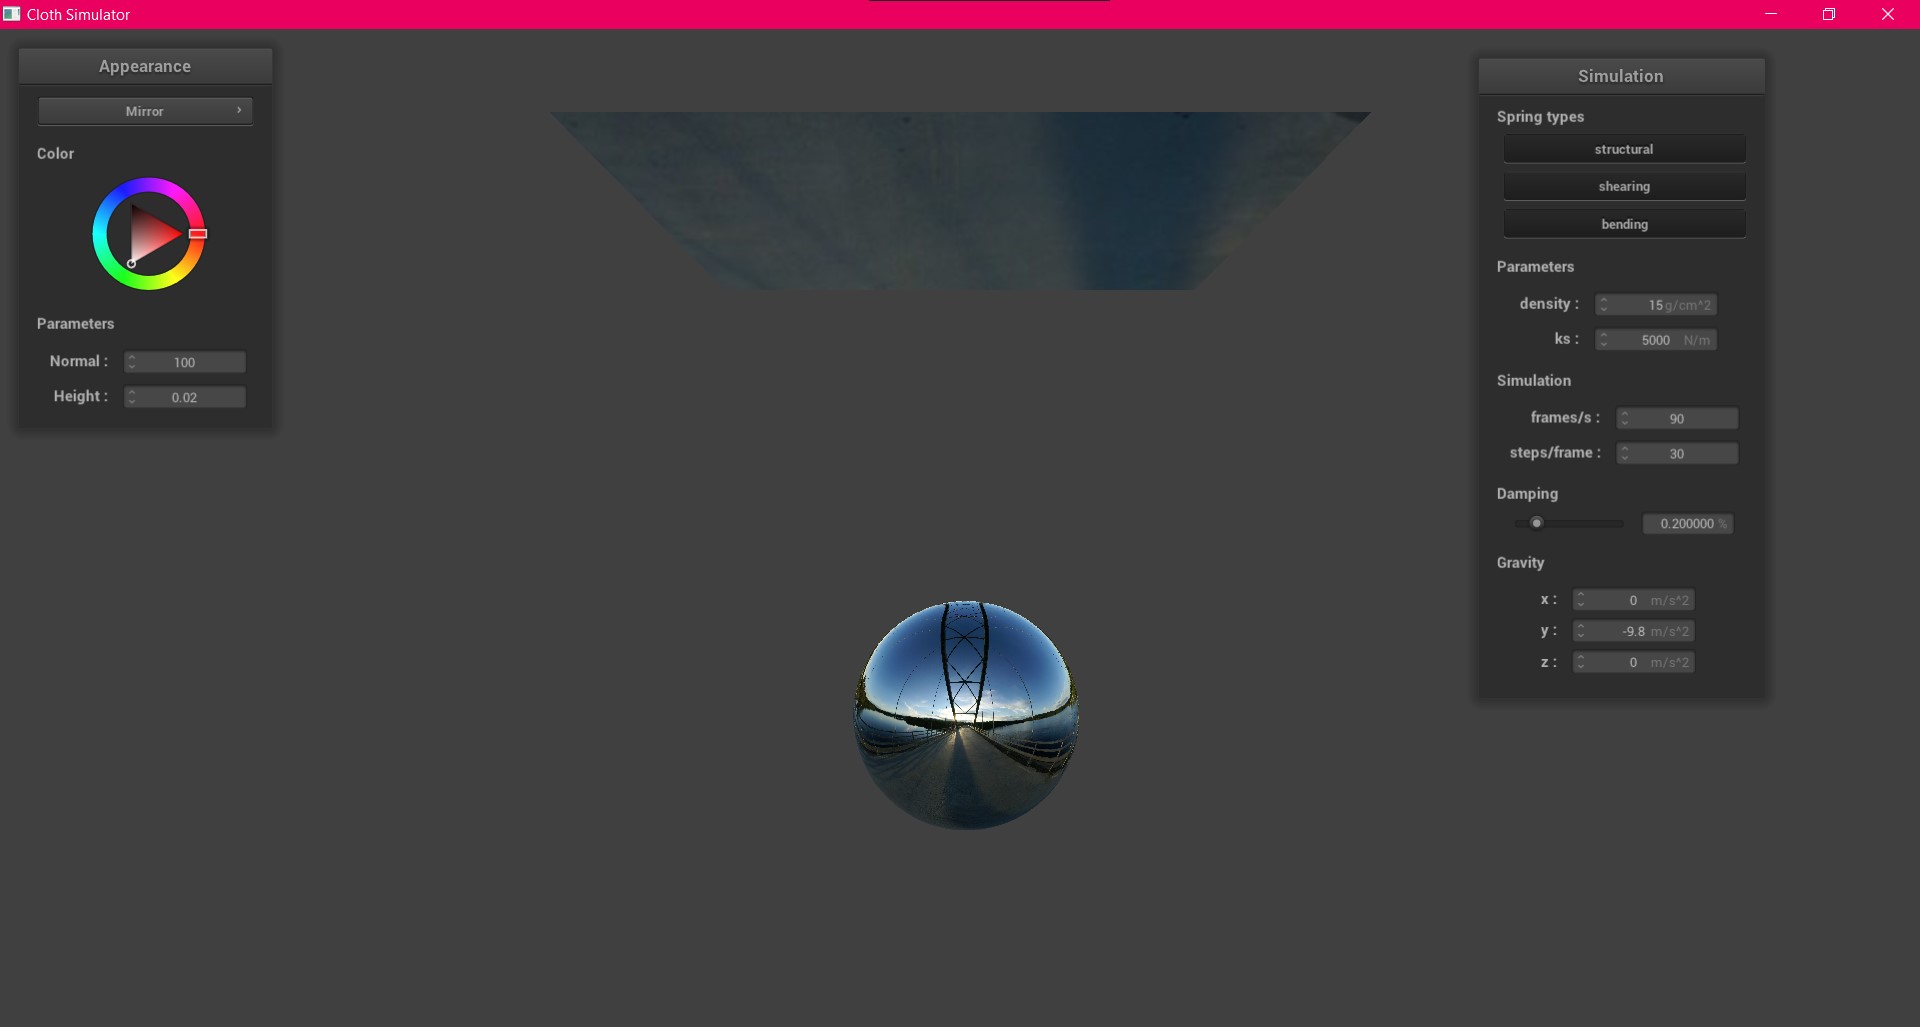 Cloth Simulator
Appearance
Mirror
Color
Parameters
Normal : 100
Height : 0.02
Simulation
Spring types
structural
shearing
bending
Parameters
density : 15 g/cm^2
ks : 5000 N/m
Simulation
frames/s : 90
steps/frame : 30
Damping
0.200000 %
Gravity
x : 0 m/s^2
y : -9.8 m/s^2
z : 0 m/s^2